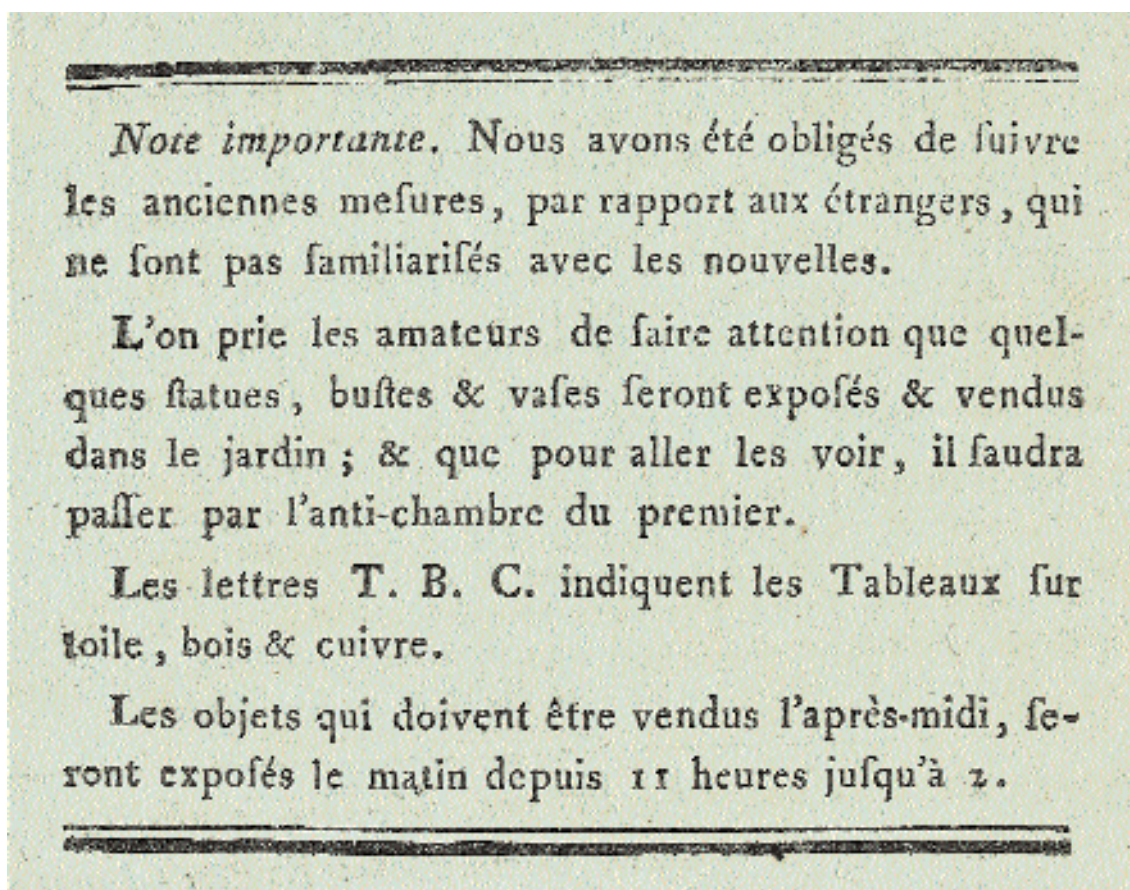 Note importante. Nous avons été obligés de ſuivre
les anciennes meſures, par rapport aux étrangers, qui
ne ſont pas familiariſés avec les nouvelles.
L'on prie les amateurs de faire attention que quel-
ques ſtatues, buſtes & vaſes ſeront expoſés & vendus
dans le jardin ; & que pour aller les voir, il faudra
paſſer par l'anti-chambre du premier.
Les lettres T. B. C. indiquent les Tableaux ſur
toile, bois & cuivre.
Les objets qui doivent être vendus l'après-midi, ſe-
ront expoſés le matin depuis 11 heures juſqu'à 2.